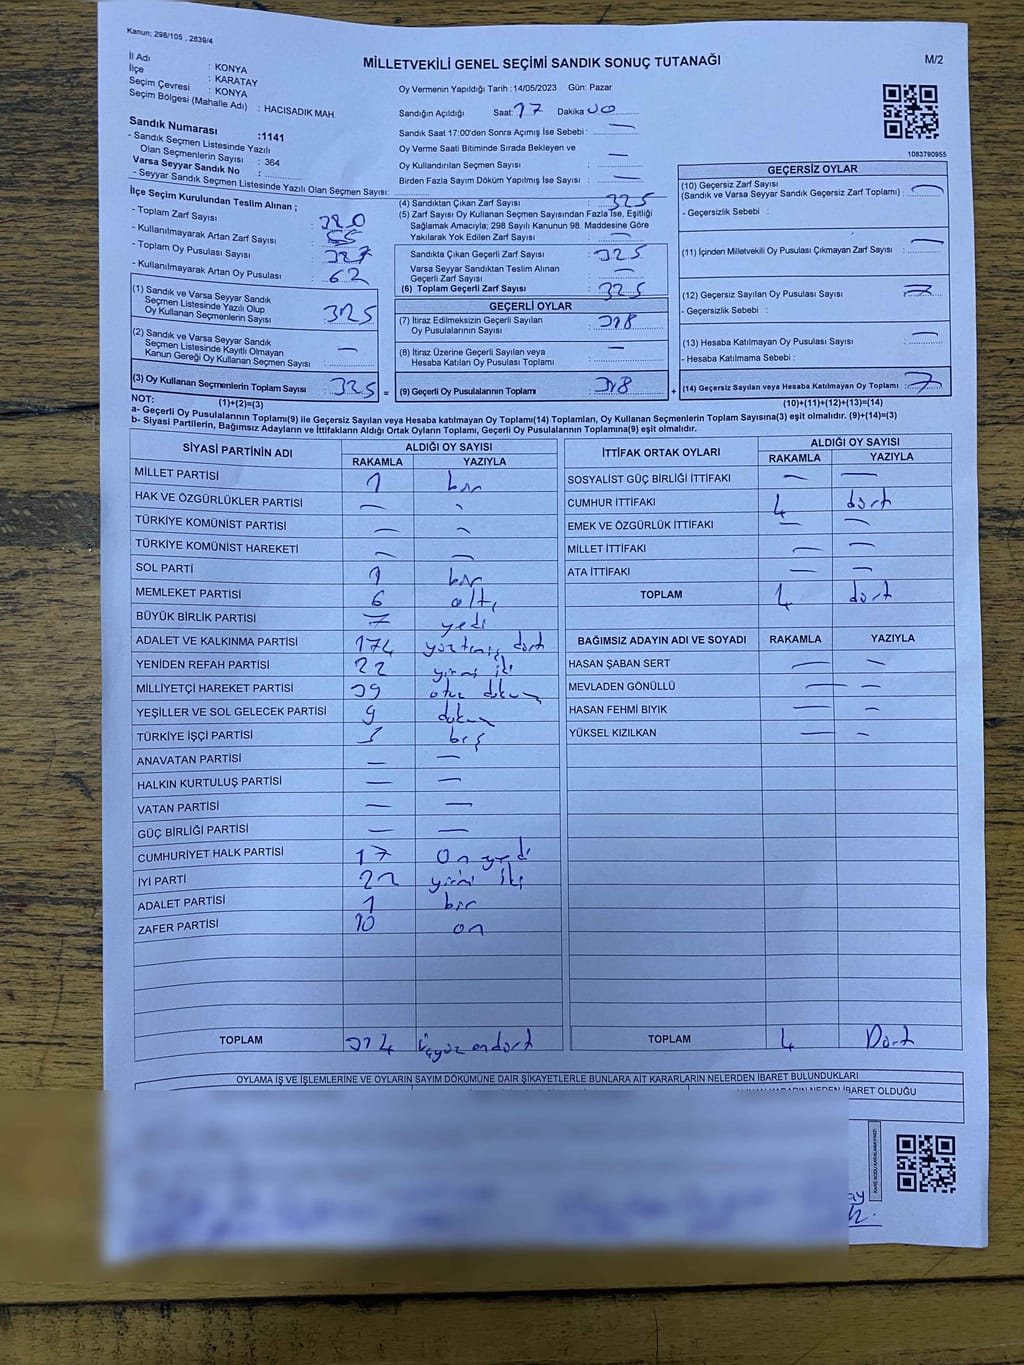 Kanun; 298/105 , 2839/4
MİLLETVEKİLİ GENEL SEÇİMİ SANDIK SONUÇ TUTANAĞI
M/2
İl Adı : KONYA
İlçe : KARATAY
Seçim Çevresi : KONYA
Seçim Bölgesi (Mahalle Adı) : HACISADIK MAH.
Sandık Numarası :1141
- Sandık Seçmen Listesinde Yazılı
Olan Seçmenlerin Sayısı : 364
Varsa Seyyar Sandık No :
- Seyyar Sandık Seçmen Listesinde Yazılı Olan Seçmen Sayısı:
Oy Vermenin Yapıldığı Tarih :14/05/2023 Gün: Pazar
Sandığın Açıldığı Saat: 17 Dakika 00
Sandık Saat 17:00'den Sonra Açımış İse Sebebi : —
Oy Verme Saati Bitiminde Sırada Bekleyen ve
Oy Kullandırılan Seçmen Sayısı : —
Birden Fazla Sayım Döküm Yapılmış İse Sayısı : —
1083790955
İlçe Seçim Kurulundan Teslim Alınan ;
- Toplam Zarf Sayısı : 380
- Kullanılmayarak Artan Zarf Sayısı : 55
- Toplam Oy Pusulası Sayısı : 387
- Kullanılmayarak Artan Oy Pusulası : 62
(1) Sandık ve Varsa Seyyar Sandık
Seçmen Listesinde Yazılı Olup
Oy Kullanan Seçmenlerin Sayısı : 325
(2) Sandık ve Varsa Seyyar Sandık
Seçmen Listesinde Kayıtlı Olmayan
Kanun Gereği Oy Kullanan Seçmen Sayısı : —
(3) Oy Kullanan Seçmenlerin Toplam Sayısı : 325
(4) Sandıktan Çıkan Zarf Sayısı : 325
(5) Zarf Sayısı Oy Kullanan Seçmen Sayısından Fazla İse, Eşitliği
Sağlamak Amacıyla; 298 Sayılı Kanunun 98. Maddesine Göre
Yakılarak Yok Edilen Zarf Sayısı : —
Sandıkta Çıkan Geçerli Zarf Sayısı : 325
Varsa Seyyar Sandıktan Teslim Alınan
Geçerli Zarf Sayısı : —
(6) Toplam Geçerli Zarf Sayısı : 325
GEÇERLİ OYLAR
(7) İtiraz Edilmeksizin Geçerli Sayılan
Oy Pusulalarının Sayısı : 318
(8) İtiraz Üzerine Geçerli Sayılan veya
Hesaba Katılan Oy Pusulası Toplamı : —
= (9) Geçerli Oy Pusulalarının Toplamı : 318
GEÇERSİZ OYLAR
(10) Geçersiz Zarf Sayısı
(Sandık ve Varsa Seyyar Sandık Geçersiz Zarf Toplamı) : —
- Geçersizlik Sebebi :
(11) İçinden Milletvekili Oy Pusulası Çıkmayan Zarf Sayısı : —
(12) Geçersiz Sayılan Oy Pusulası Sayısı : 7
- Geçersizlik Sebebi :
(13) Hesaba Katılmayan Oy Pusulası Sayısı : —
- Hesaba Katılmama Sebebi :
+ (14) Geçersiz Sayılan veya Hesaba Katılmayan Oy Toplamı : 7
NOT: (1)+(2)=(3) (10)+(11)+(12)+(13)=(14)
a- Geçerli Oy Pusulalarının Toplamı(9) ile Geçersiz Sayılan veya Hesaba katılmayan Oy Toplamı(14) Toplamları, Oy Kullanan Seçmenlerin Toplam Sayısına(3) eşit olmalıdır. (9)+(14)=(3)
b- Siyasi Partilerin, Bağımsız Adayların ve İttifakların Aldığı Ortak Oyların Toplamı, Geçerli Oy Pusulalarının Toplamına(9) eşit olmalıdır.
SİYASİ PARTİNİN ADI ALDIĞI OY SAYISI
RAKAMLA YAZIYLA
MİLLET PARTİSİ 1 bir
HAK VE ÖZGÜRLÜKLER PARTİSİ — —
TÜRKİYE KOMÜNİST PARTİSİ — —
TÜRKİYE KOMÜNİST HAREKETİ — —
SOL PARTİ 1 bir
MEMLEKET PARTİSİ 6 altı
BÜYÜK BİRLİK PARTİSİ 7 yedi
ADALET VE KALKINMA PARTİSİ 174 yüzyetmiş dört
YENİDEN REFAH PARTİSİ 22 yirmi iki
MİLLİYETÇİ HAREKET PARTİSİ 39 otuz dokuz
YEŞİLLER VE SOL GELECEK PARTİSİ 9 dokuz
TÜRKİYE İŞÇİ PARTİSİ 5 beş
ANAVATAN PARTİSİ — —
HALKIN KURTULUŞ PARTİSİ — —
VATAN PARTİSİ — —
GÜÇ BİRLİĞİ PARTİSİ — —
CUMHURİYET HALK PARTİSİ 17 On yedi
İYİ PARTİ 22 yirmi iki
ADALET PARTİSİ 1 bir
ZAFER PARTİSİ 10 on
TOPLAM 314 üçyüz ondört
İTTİFAK ORTAK OYLARI ALDIĞI OY SAYISI
RAKAMLA YAZIYLA
SOSYALİST GÜÇ BİRLİĞİ İTTİFAKI — —
CUMHUR İTTİFAKI 4 dört
EMEK VE ÖZGÜRLÜK İTTİFAKI — —
MİLLET İTTİFAKI — —
ATA İTTİFAKI — —
TOPLAM 4 dört
BAĞIMSIZ ADAYIN ADI VE SOYADI RAKAMLA YAZIYLA
HASAN ŞABAN SERT — —
MEVLADEN GÖNÜLLÜ — —
HASAN FEHMİ BIYIK — —
YÜKSEL KIZILKAN — —
TOPLAM 4 Dört
OYLAMA İŞ VE İŞLEMLERİNE VE OYLARIN SAYIM DÖKÜMÜNE DAİR ŞİKAYETLERLE BUNLARA AİT KARARLARIN NELERDEN İBARET BULUNDUKLARI
KARARIN NEDEN İBARET OLDUĞU